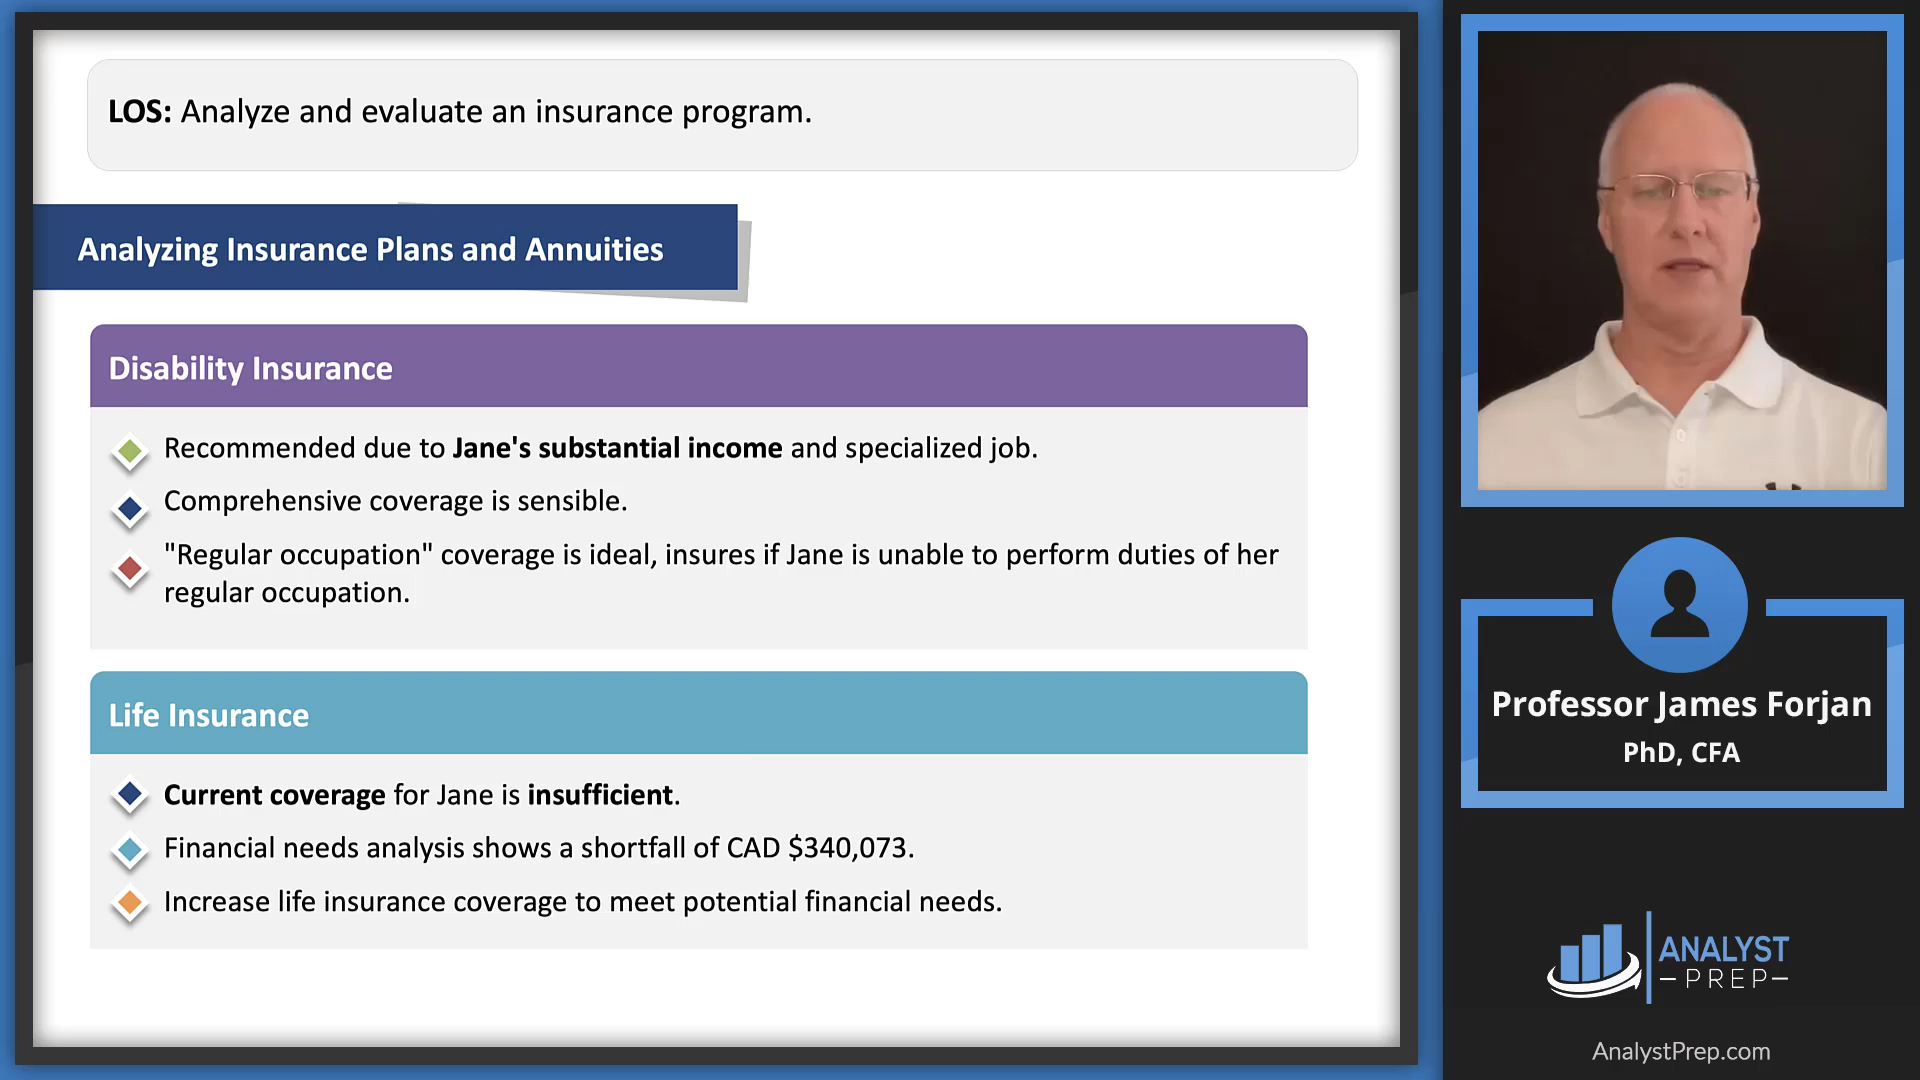 LOS: Analyze and evaluate an insurance program.
Analyzing Insurance Plans and Annuities
Disability Insurance
Recommended due to Jane's substantial income and specialized job.
Comprehensive coverage is sensible.
"Regular occupation" coverage is ideal, insures if Jane is unable to perform duties of her
regular occupation.
Life Insurance
Current coverage for Jane is insufficient.
Financial needs analysis shows a shortfall of CAD $340,073.
Increase life insurance coverage to meet potential financial needs.
Professor James Forjan
PhD, CFA
ANALYST
PREP
AnalystPrep.com